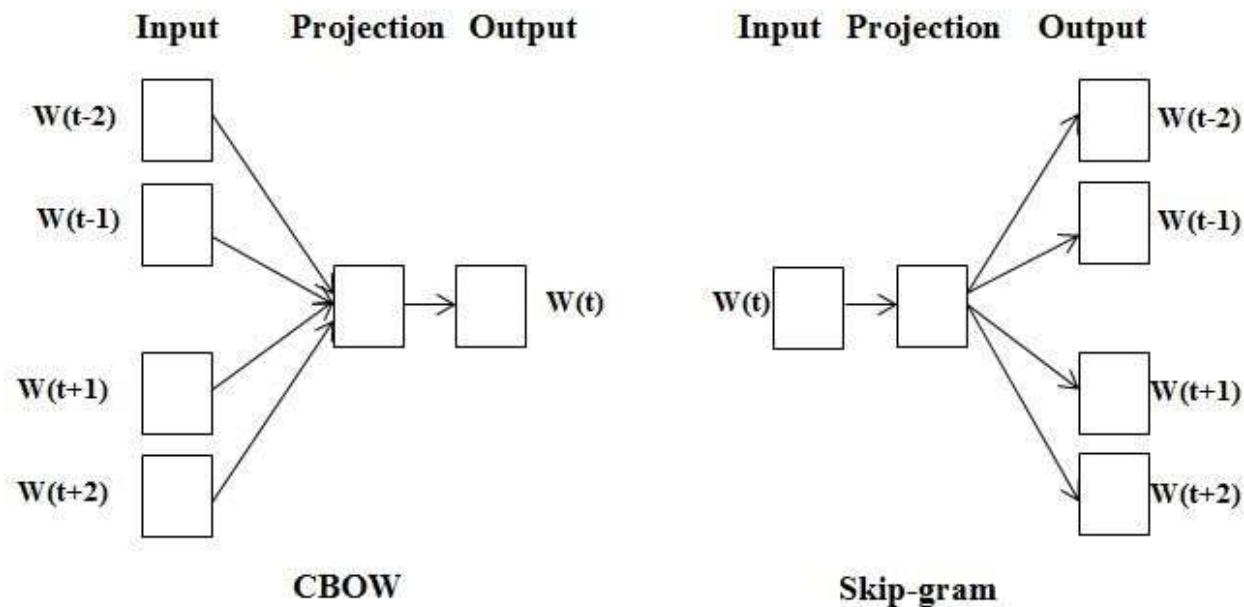 Input Projection Output
W(t-2)
W(t-1)
W(t)
W(t+1)
W(t+2)
CBOW
Input Projection Output
W(t-2)
W(t-1)
W(t)
W(t+1)
W(t+2)
Skip-gram